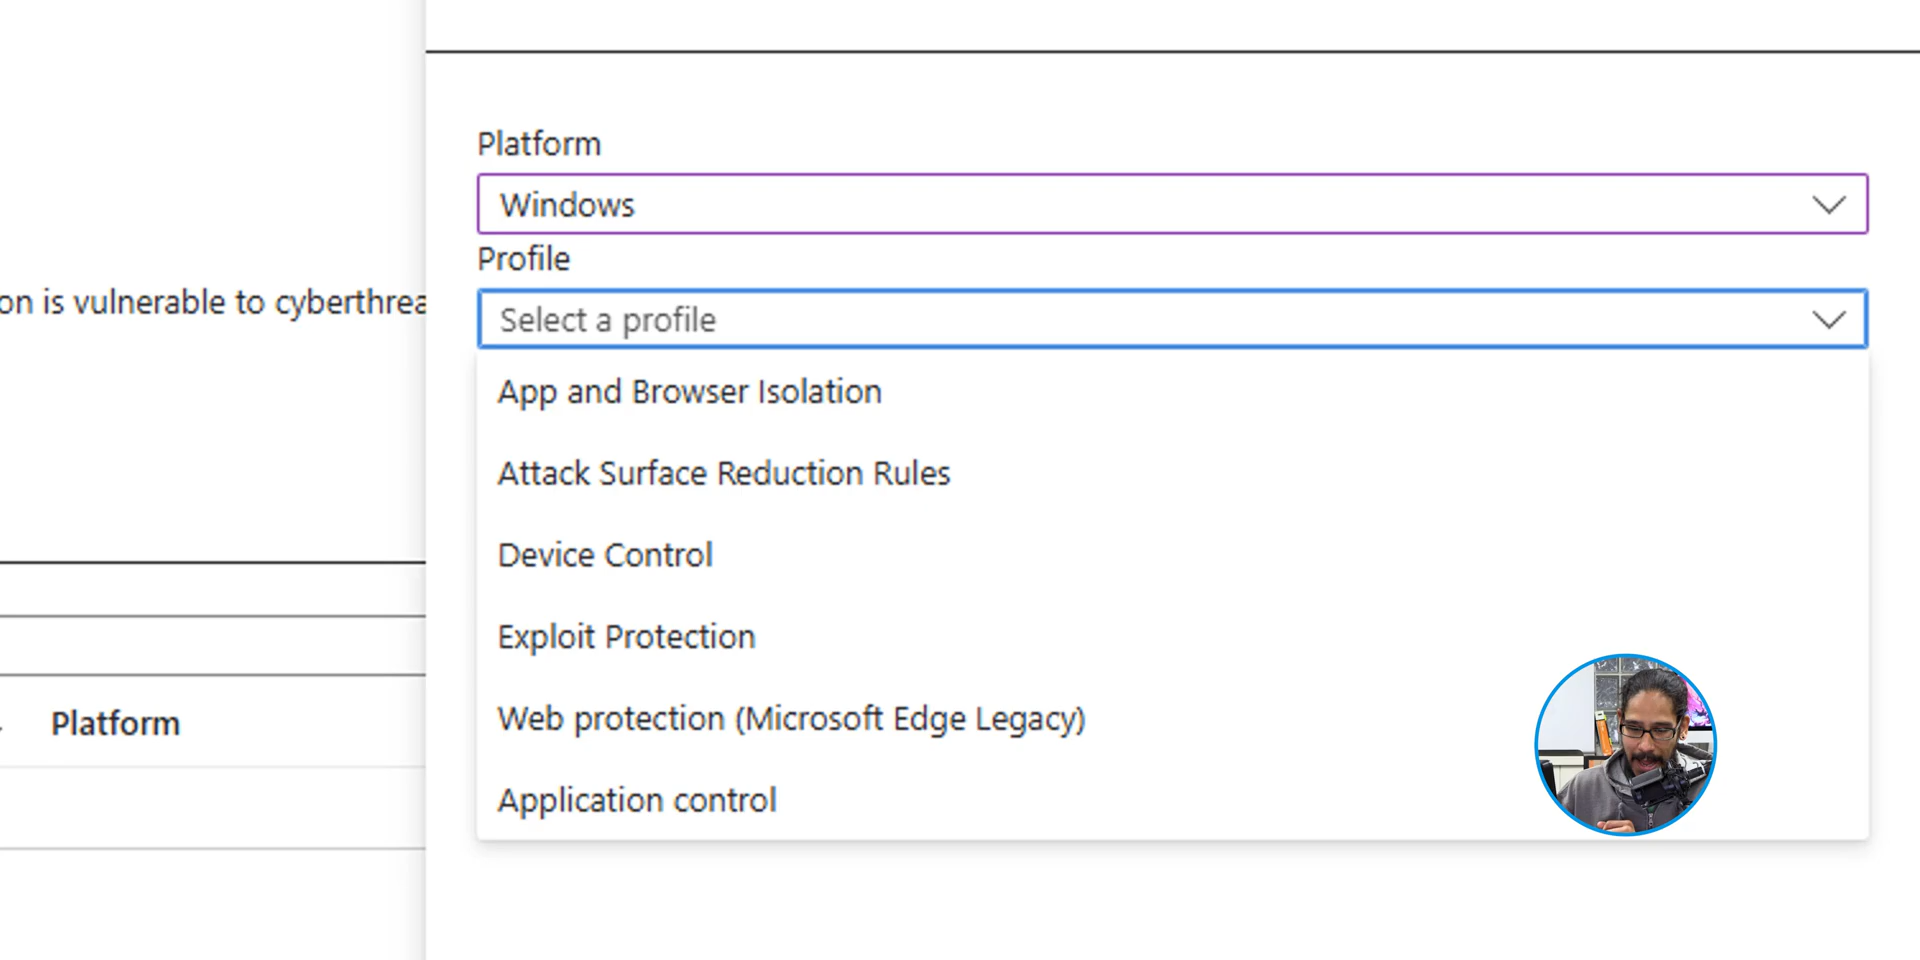 Platform
Windows
Profile
on is vulnerable to cyberthrea
Select a profile
App and Browser Isolation
Attack Surface Reduction Rules
Device Control
Exploit Protection
Web protection (Microsoft Edge Legacy)
Platform
Application control